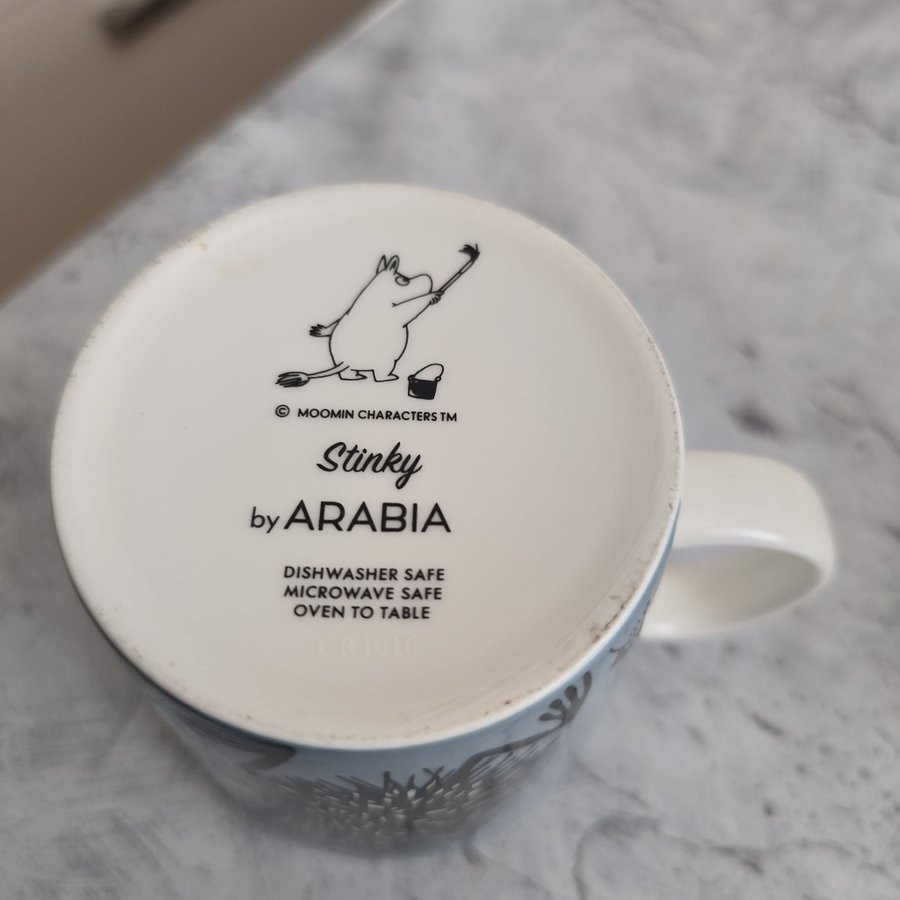 © MOOMIN CHARACTERS TM
Stinky
by ARABIA
DISHWASHER SAFE
MICROWAVE SAFE
OVEN TO TABLE